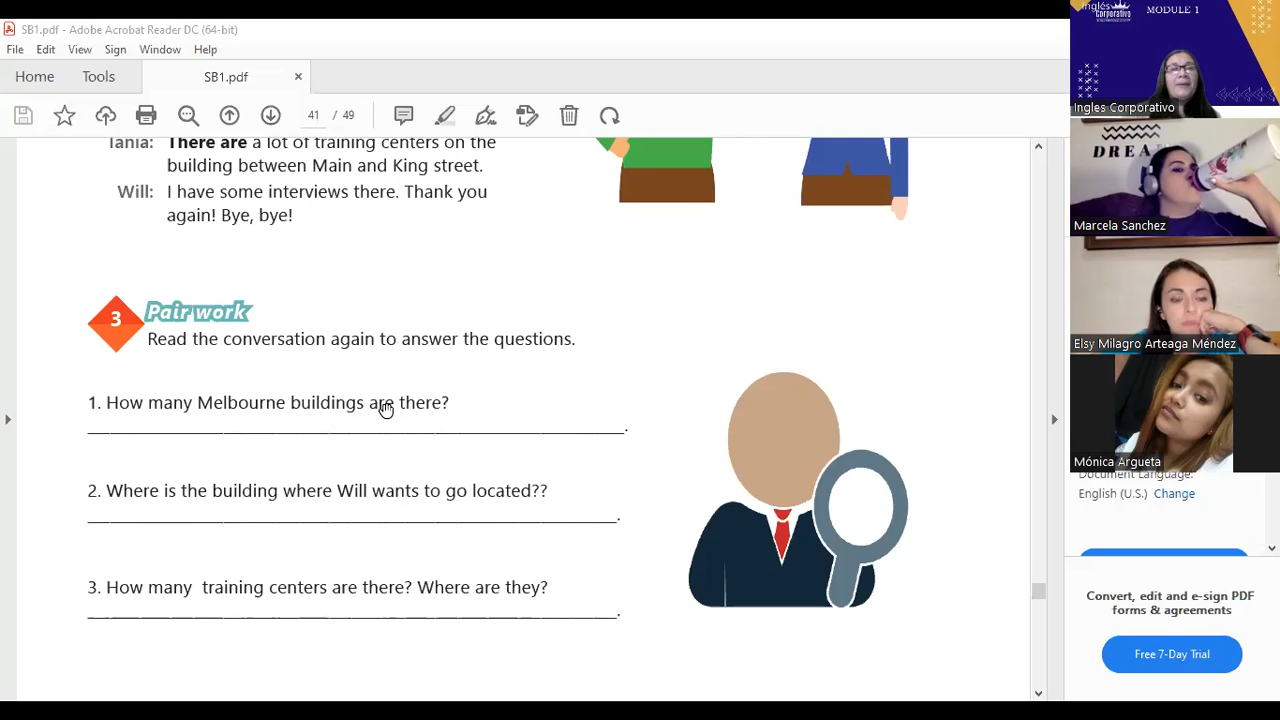 SB1.pdf - Adobe Acrobat Reader DC (64-bit)
File Edit View Sign Window Help
Home Tools SB1.pdf ×
41 / 49
Tania: There are a lot of training centers on the
building between Main and King street.
Will: I have some interviews there. Thank you
again! Bye, bye!
3 Pair work
Read the conversation again to answer the questions.
1. How many Melbourne buildings are there?
2. Where is the building where Will wants to go located??
3. How many training centers are there? Where are they?
Inglés
Corporativo
MODULE 1
Ingles Corporativo
DREA
Marcela Sanchez
Elsy Milagro Arteaga Méndez
Mónica Argueta
Document Language:
English (U.S.) Change
Convert, edit and e-sign PDF
forms & agreements
Free 7-Day Trial